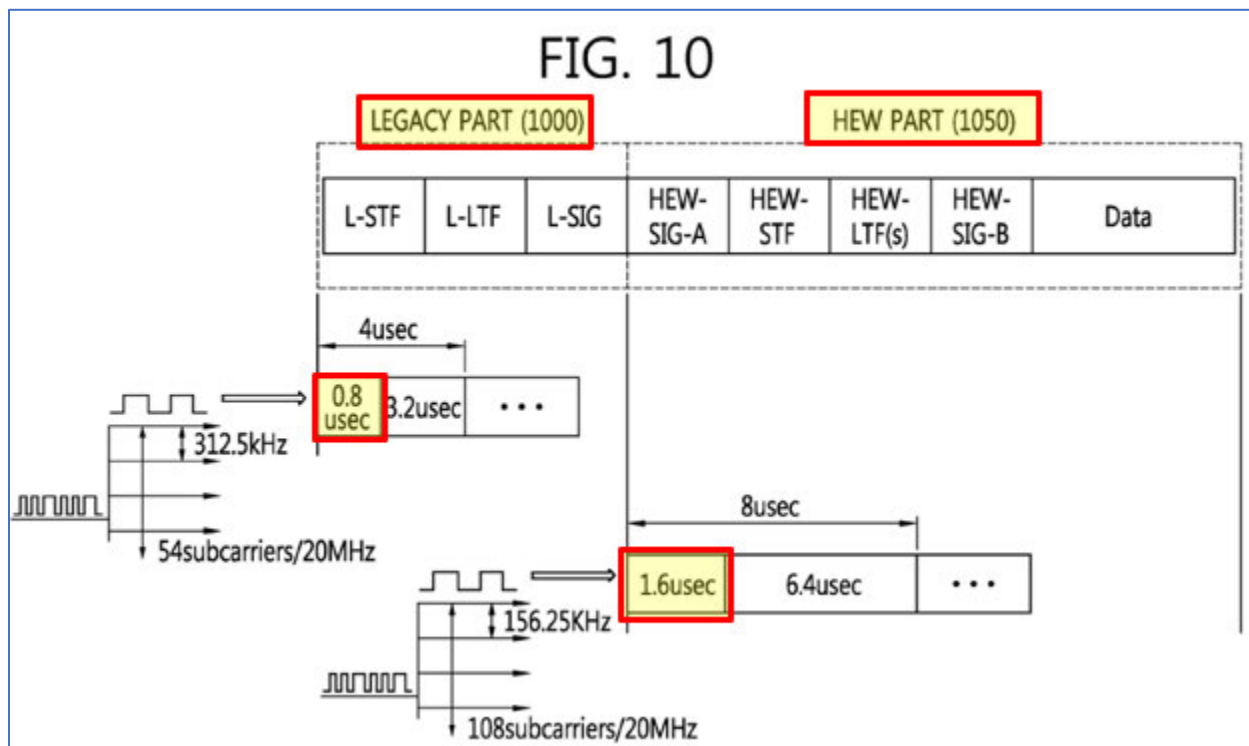 FIG. 10
LEGACY PART (1000)
HEW PART (1050)
L-STF
L-LTF
L-SIG
HEW-
SIG-A
HEW-
STF
HEW-
LTF(s)
HEW-
SIG-B
Data
4usec
0.8
usec
3.2usec
• • •
312.5kHz
54subcarriers/20MHz
8usec
1.6usec
6.4usec
• • •
156.25KHz
108subcarriers/20MHz